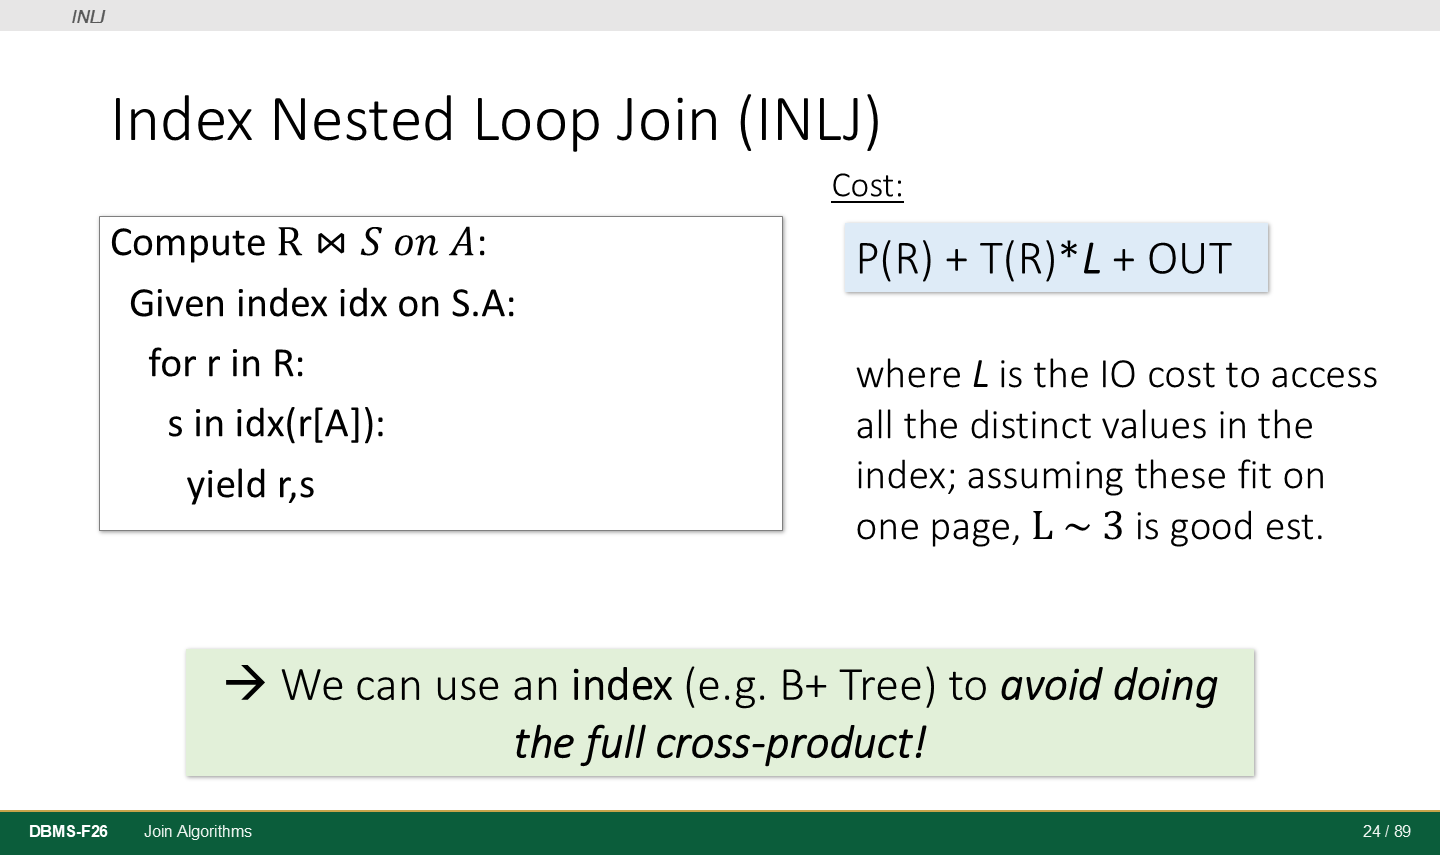 INLJ
Index Nested Loop Join (INLJ)
Compute R ⋈ S on A:
Given index idx on S.A:
for r in R:
s in idx(r[A]):
yield r,s
Cost:
P(R) + T(R)*L + OUT
where L is the IO cost to access
all the distinct values in the
index; assuming these fit on
one page, L ~ 3 is good est.
→ We can use an index (e.g. B+ Tree) to avoid doing
the full cross-product!
DBMS-F26 Join Algorithms 24 / 89